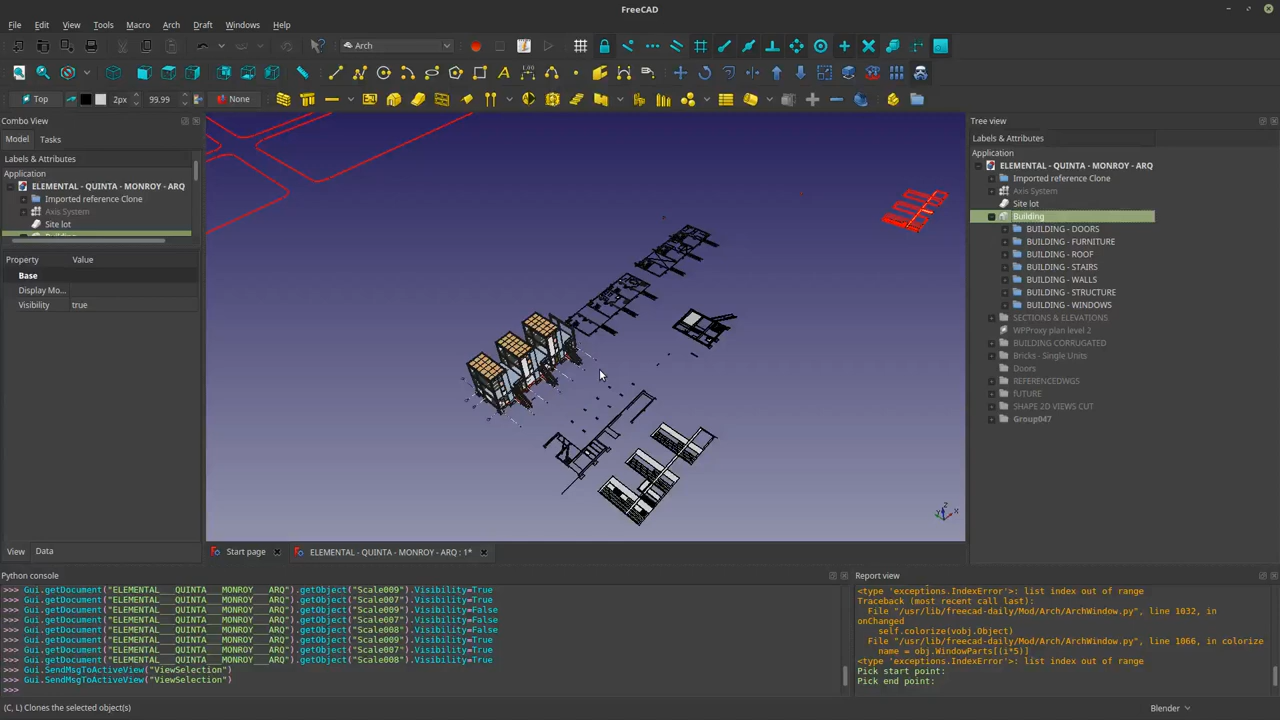 FreeCAD
File Edit View Tools Macro Arch Draft Windows Help
Arch
Top 2px 99.99 None
Combo View
Model Tasks
Labels & Attributes
Application
ELEMENTAL - QUINTA - MONROY - ARQ
Imported reference Clone
Axis System
Site lot
Property Value
Base
Display Mo...
Visibility true
View Data
Start page ELEMENTAL - QUINTA - MONROY - ARQ : 1*
Tree view
Labels & Attributes
Application
ELEMENTAL - QUINTA - MONROY - ARQ
Imported reference Clone
Axis System
Site lot
Building
BUILDING - DOORS
BUILDING - FURNITURE
BUILDING - ROOF
BUILDING - STAIRS
BUILDING - WALLS
BUILDING - STRUCTURE
BUILDING - WINDOWS
SECTIONS & ELEVATIONS
WPProxy plan level 2
BUILDING CORRUGATED
Bricks - Single Units
Doors
REFERENCEDWGS
fUTURE
SHAPE 2D VIEWS CUT
Group047
Python console
>>> Gui.getDocument("ELEMENTAL___QUINTA___MONROY___ARQ").getObject("Scale009").Visibility=True
>>> Gui.getDocument("ELEMENTAL___QUINTA___MONROY___ARQ").getObject("Scale007").Visibility=True
>>> Gui.getDocument("ELEMENTAL___QUINTA___MONROY___ARQ").getObject("Scale009").Visibility=False
>>> Gui.getDocument("ELEMENTAL___QUINTA___MONROY___ARQ").getObject("Scale007").Visibility=False
>>> Gui.getDocument("ELEMENTAL___QUINTA___MONROY___ARQ").getObject("Scale008").Visibility=True
>>> Gui.getDocument("ELEMENTAL___QUINTA___MONROY___ARQ").getObject("Scale007").Visibility=True
>>> Gui.getDocument("ELEMENTAL___QUINTA___MONROY___ARQ").getObject("Scale008").Visibility=True
>>> Gui.SendMsgToActiveView("ViewSelection")
>>> Gui.SendMsgToActiveView("ViewSelection")
>>>
Report view
<type 'exceptions.IndexError'>: list index out of range
Traceback (most recent call last):
File "/usr/lib/freecad-daily/Mod/Arch/ArchWindow.py", line 1032, in
onChanged
self.colorize(vobj.Object)
File "/usr/lib/freecad-daily/Mod/Arch/ArchWindow.py", line 1066, in colorize
name = obj.WindowParts[(i*5)]
<type 'exceptions.IndexError'>: list index out of range
Pick start point:
Pick end point:
(C, L) Clones the selected object(s)
Blender